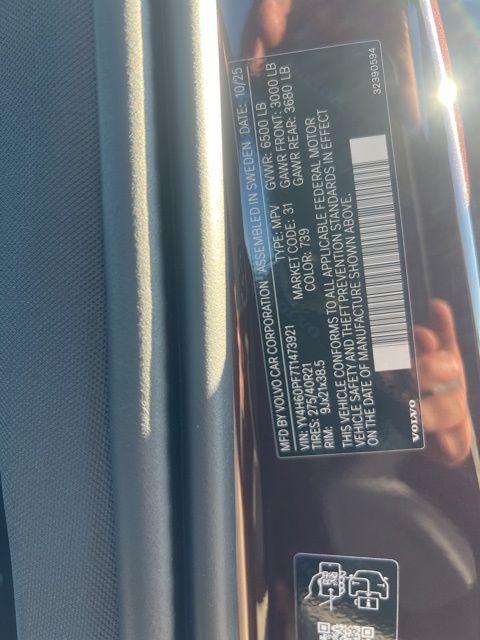 MFD BY VOLVO CAR CORPORATION ASSEMBLED IN SWEDEN DATE: 10/25
VIN: YV4H60PF7T1473921 TYPE: MPV GVWR: 6500 LB
TIRES: 275/40R21 MARKET CODE: 31 GAWR FRONT: 3000 LB
RIM: 9Jx21x38.5 COLOR: 739 GAWR REAR: 3680 LB
THIS VEHICLE CONFORMS TO ALL APPLICABLE FEDERAL MOTOR
VEHICLE SAFETY AND THEFT PREVENTION STANDARDS IN EFFECT
ON THE DATE OF MANUFACTURE SHOWN ABOVE.
VOLVO
32390594